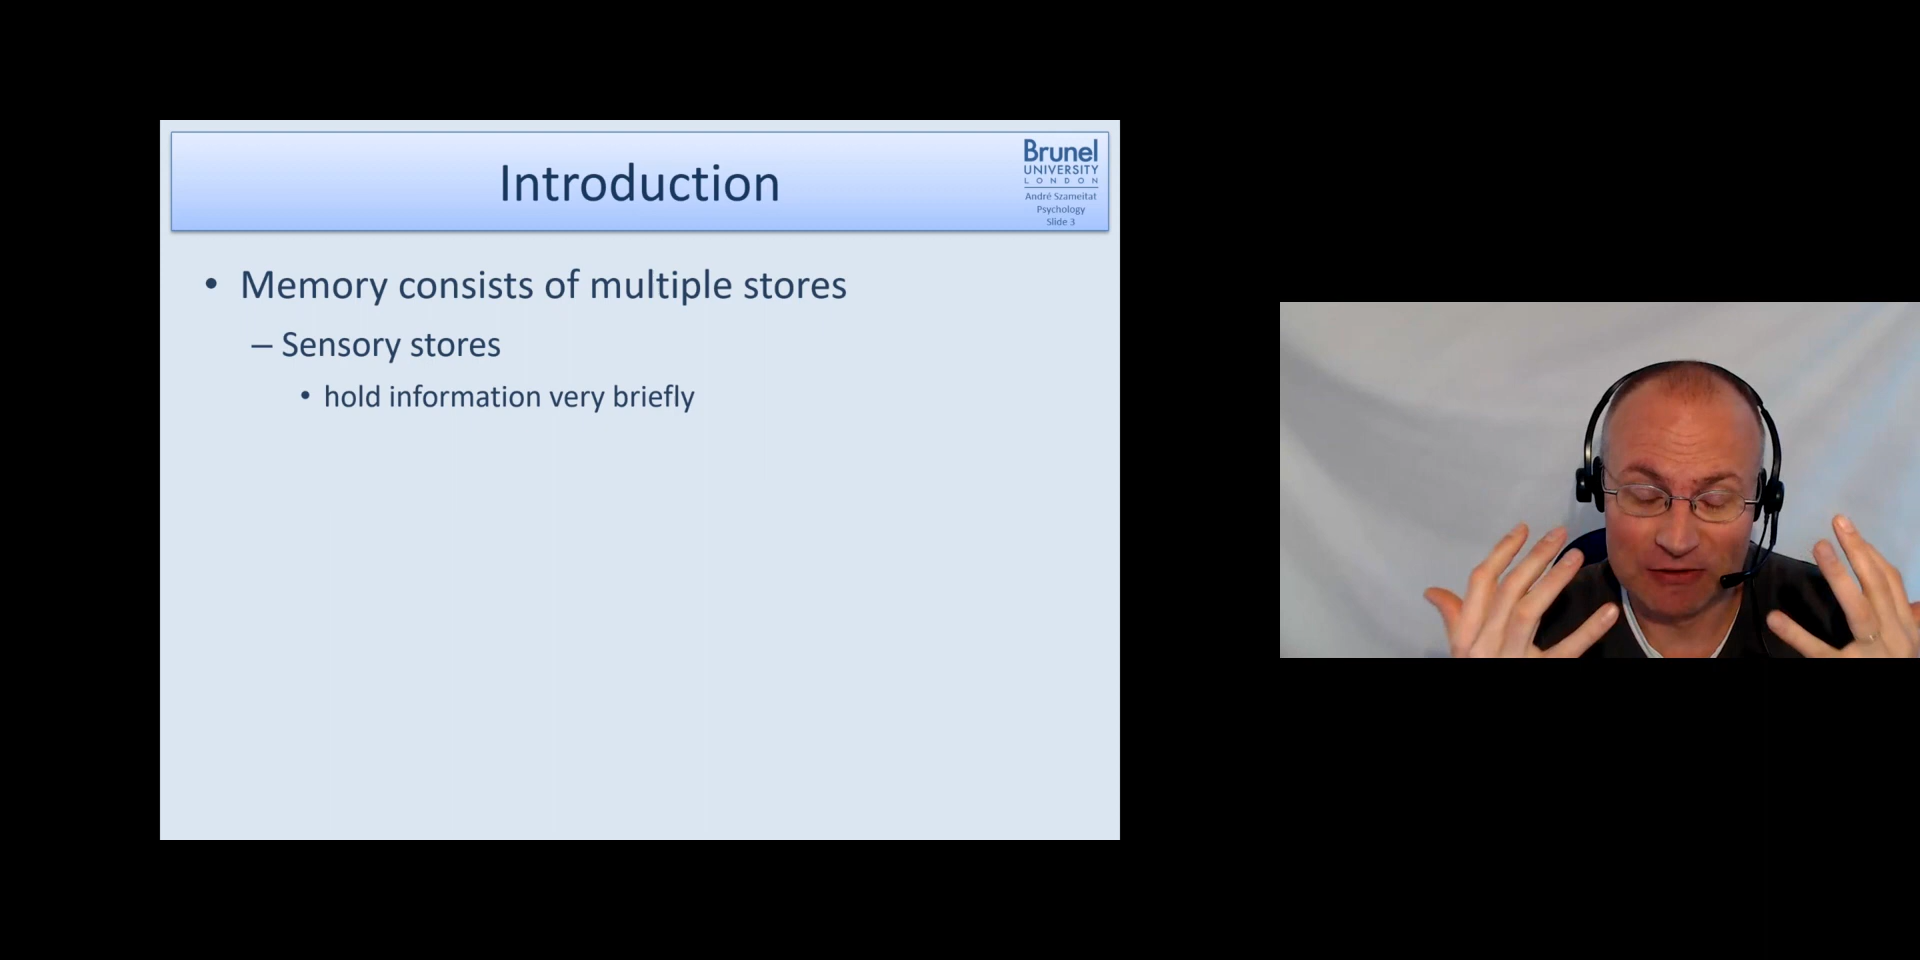 Introduction
Brunel
UNIVERSITY
LONDON
André Szameitat
Psychology
Slide 3
• Memory consists of multiple stores
– Sensory stores
• hold information very briefly